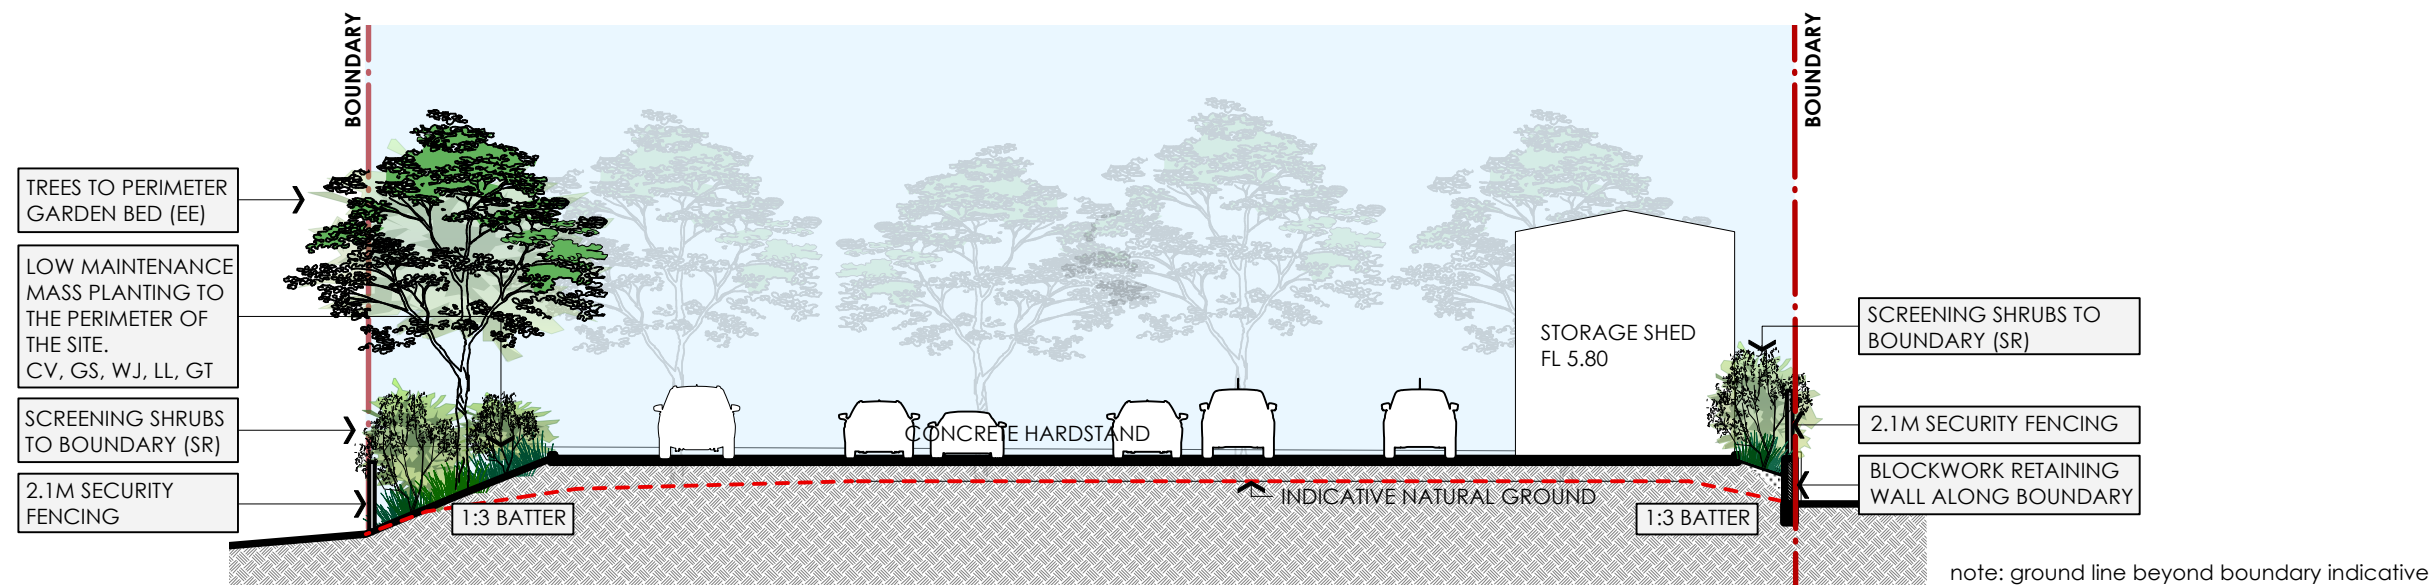 BOUNDARY
BOUNDARY
TREES TO PERIMETER
GARDEN BED (EE)
LOW MAINTENANCE
MASS PLANTING TO
THE PERIMETER OF
THE SITE.
CV, GS, WJ, LL, GT
SCREENING SHRUBS
TO BOUNDARY (SR)
2.1M SECURITY
FENCING
1:3 BATTER
CONCRETE HARDSTAND
INDICATIVE NATURAL GROUND
STORAGE SHED
FL 5.80
1:3 BATTER
SCREENING SHRUBS TO
BOUNDARY (SR)
2.1M SECURITY FENCING
BLOCKWORK RETAINING
WALL ALONG BOUNDARY
note: ground line beyond boundary indicative